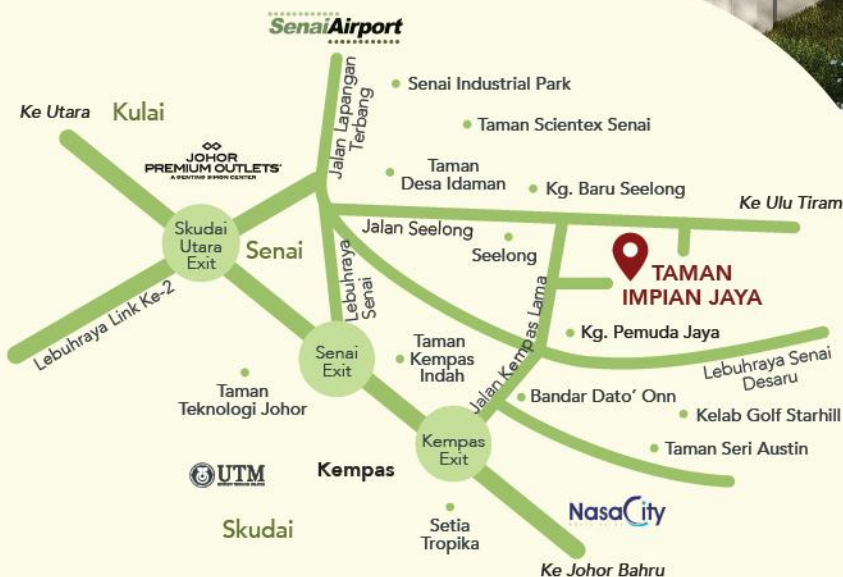 SenaiAirport
Senai Industrial Park
Jalan Lapangan
Terbang
Ke Utara
Kulai
Taman Scientex Senai
JOHOR
PREMIUM OUTLETS
A GENTING SIMON CENTER
Taman
Desa Idaman
Kg. Baru Seelong
Ke Ulu Tiram
Skudai
Utara
Exit
Jalan Seelong
Senai
Seelong
TAMAN
IMPIAN JAYA
Lebuhraya Link Ke-2
Lebuhraya
Senai
Jalan Kempas Lama
Kg. Pemuda Jaya
Senai
Exit
Taman
Kempas
Indah
Lebuhraya Senai
Desaru
Taman
Teknologi Johor
Bandar Dato' Onn
Kelab Golf Starhill
Kempas
Exit
Taman Seri Austin
UTM
Kempas
NasaCity
Skudai
Setia
Tropika
Ke Johor Bahru